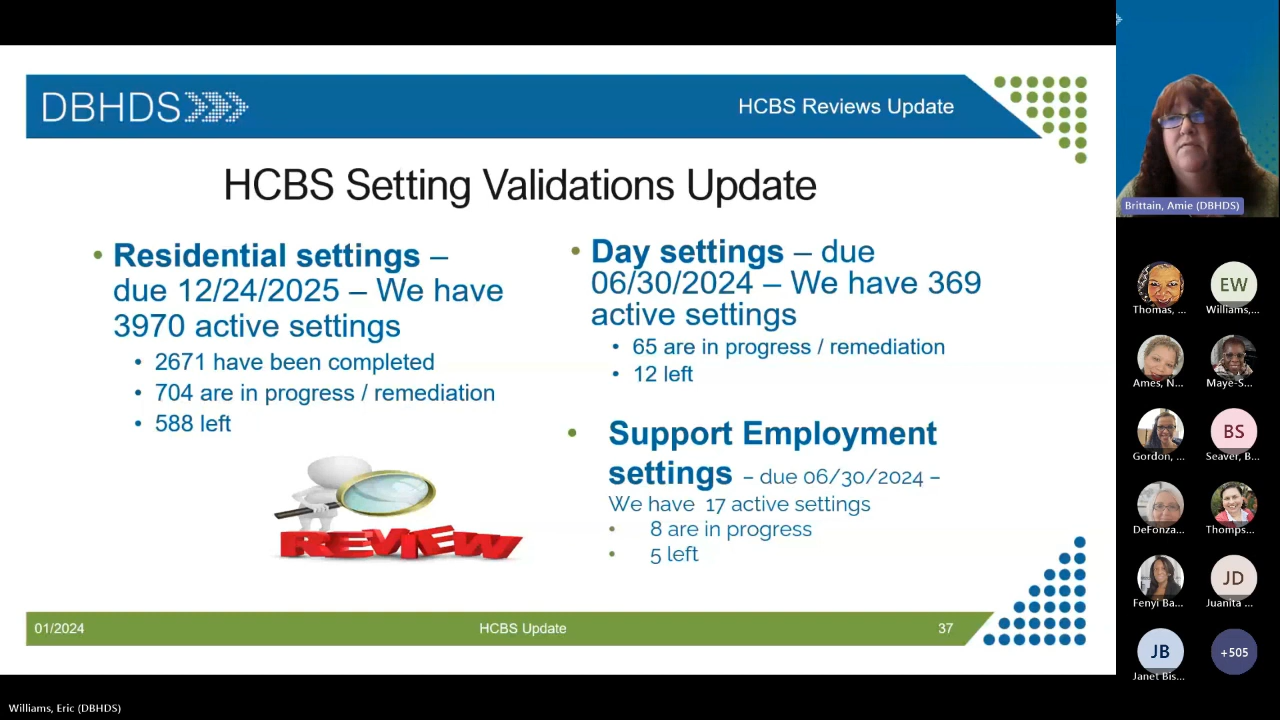 DBHDS
HCBS Reviews Update
HCBS Setting Validations Update
• Residential settings –
due 12/24/2025 – We have
3970 active settings
• 2671 have been completed
• 704 are in progress / remediation
• 588 left
REVIEW
• Day settings – due
06/30/2024 – We have 369
active settings
• 65 are in progress / remediation
• 12 left
• Support Employment
settings – due 06/30/2024 –
We have 17 active settings
• 8 are in progress
• 5 left
01/2024
HCBS Update
37
Brittain, Amie (DBHDS)
Thomas, ...
EW
Williams,...
Ames, N...
Maye-S...
Gordon, ...
BS
Seaver, B...
DeFonza...
Thomps...
Fenyi Ba...
JD
Juanita ...
JB
Janet Bis...
+505
Williams, Eric (DBHDS)